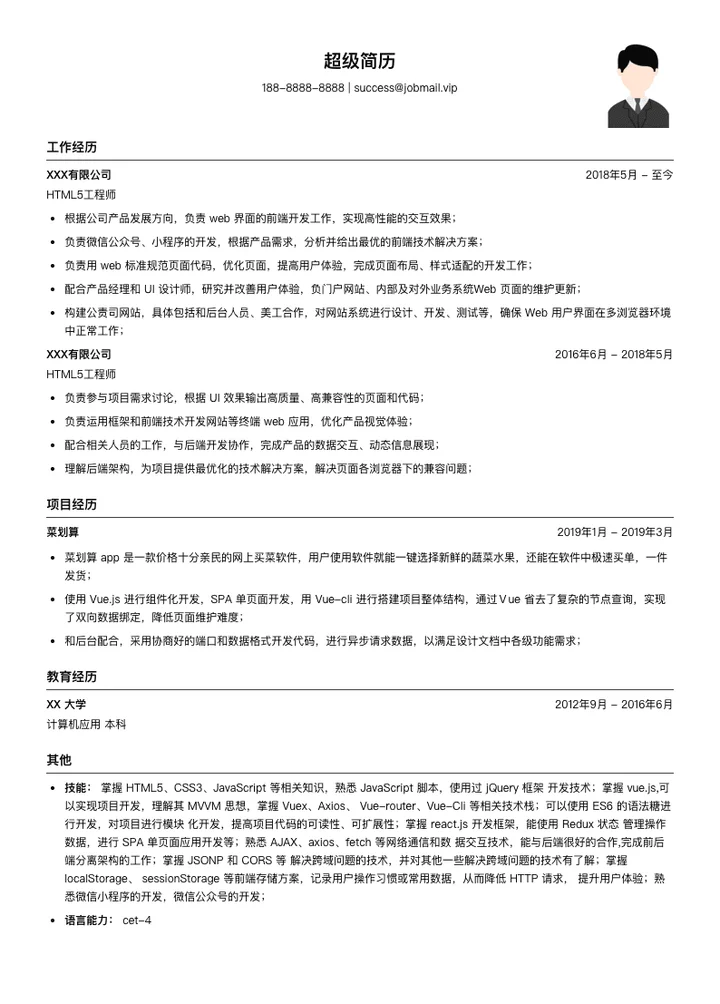 超级简历
188-8888-8888 | success@jobmail.vip
工作经历
XXX有限公司 2018年5月 – 至今
HTML5工程师
• 根据公司产品发展方向，负责 web 界面的前端开发工作，实现高性能的交互效果；
• 负责微信公众号、小程序的开发，根据产品需求，分析并给出最优的前端技术解决方案；
• 负责用 web 标准规范页面代码，优化页面，提高用户体验，完成页面布局、样式适配的开发工作；
• 配合产品经理和 UI 设计师，研究并改善用户体验，负门户网站、内部及对外业务系统Web 页面的维护更新；
• 构建公责司网站，具体包括和后台人员、美工合作，对网站系统进行设计、开发、测试等，确保 Web 用户界面在多浏览器环境
中正常工作；
XXX有限公司 2016年6月 – 2018年5月
HTML5工程师
• 负责参与项目需求讨论，根据 UI 效果输出高质量、高兼容性的页面和代码；
• 负责运用框架和前端技术开发网站等终端 web 应用，优化产品视觉体验；
• 配合相关人员的工作，与后端开发协作，完成产品的数据交互、动态信息展现；
• 理解后端架构，为项目提供最优化的技术解决方案，解决页面各浏览器下的兼容问题；
项目经历
菜划算 2019年1月 – 2019年3月
• 菜划算 app 是一款价格十分亲民的网上买菜软件，用户使用软件就能一键选择新鲜的蔬菜水果，还能在软件中极速买单，一件
发货；
• 使用 Vue.js 进行组件化开发，SPA 单页面开发，用 Vue-cli 进行搭建项目整体结构，通过Vue 省去了复杂的节点查询，实现
了双向数据绑定，降低页面维护难度；
• 和后台配合，采用协商好的端口和数据格式开发代码，进行异步请求数据，以满足设计文档中各级功能需求；
教育经历
XX 大学 2012年9月 – 2016年6月
计算机应用 本科
其他
• 技能： 掌握 HTML5、CSS3、JavaScript 等相关知识，熟悉 JavaScript 脚本，使用过 jQuery 框架 开发技术；掌握 vue.js,可
以实现项目开发，理解其 MVVM 思想，掌握 Vuex、Axios、 Vue-router、Vue-Cli 等相关技术栈；可以使用 ES6 的语法糖进
行开发，对项目进行模块 化开发，提高项目代码的可读性、可扩展性；掌握 react.js 开发框架，能使用 Redux 状态 管理操作
数据，进行 SPA 单页面应用开发等；熟悉 AJAX、axios、fetch 等网络通信和数 据交互技术，能与后端很好的合作,完成前后
端分离架构的工作；掌握 JSONP 和 CORS 等 解决跨域问题的技术，并对其他一些解决跨域问题的技术有了解；掌握
localStorage、 sessionStorage 等前端存储方案，记录用户操作习惯或常用数据，从而降低 HTTP 请求， 提升用户体验；熟
悉微信小程序的开发，微信公众号的开发；
• 语言能力： cet-4